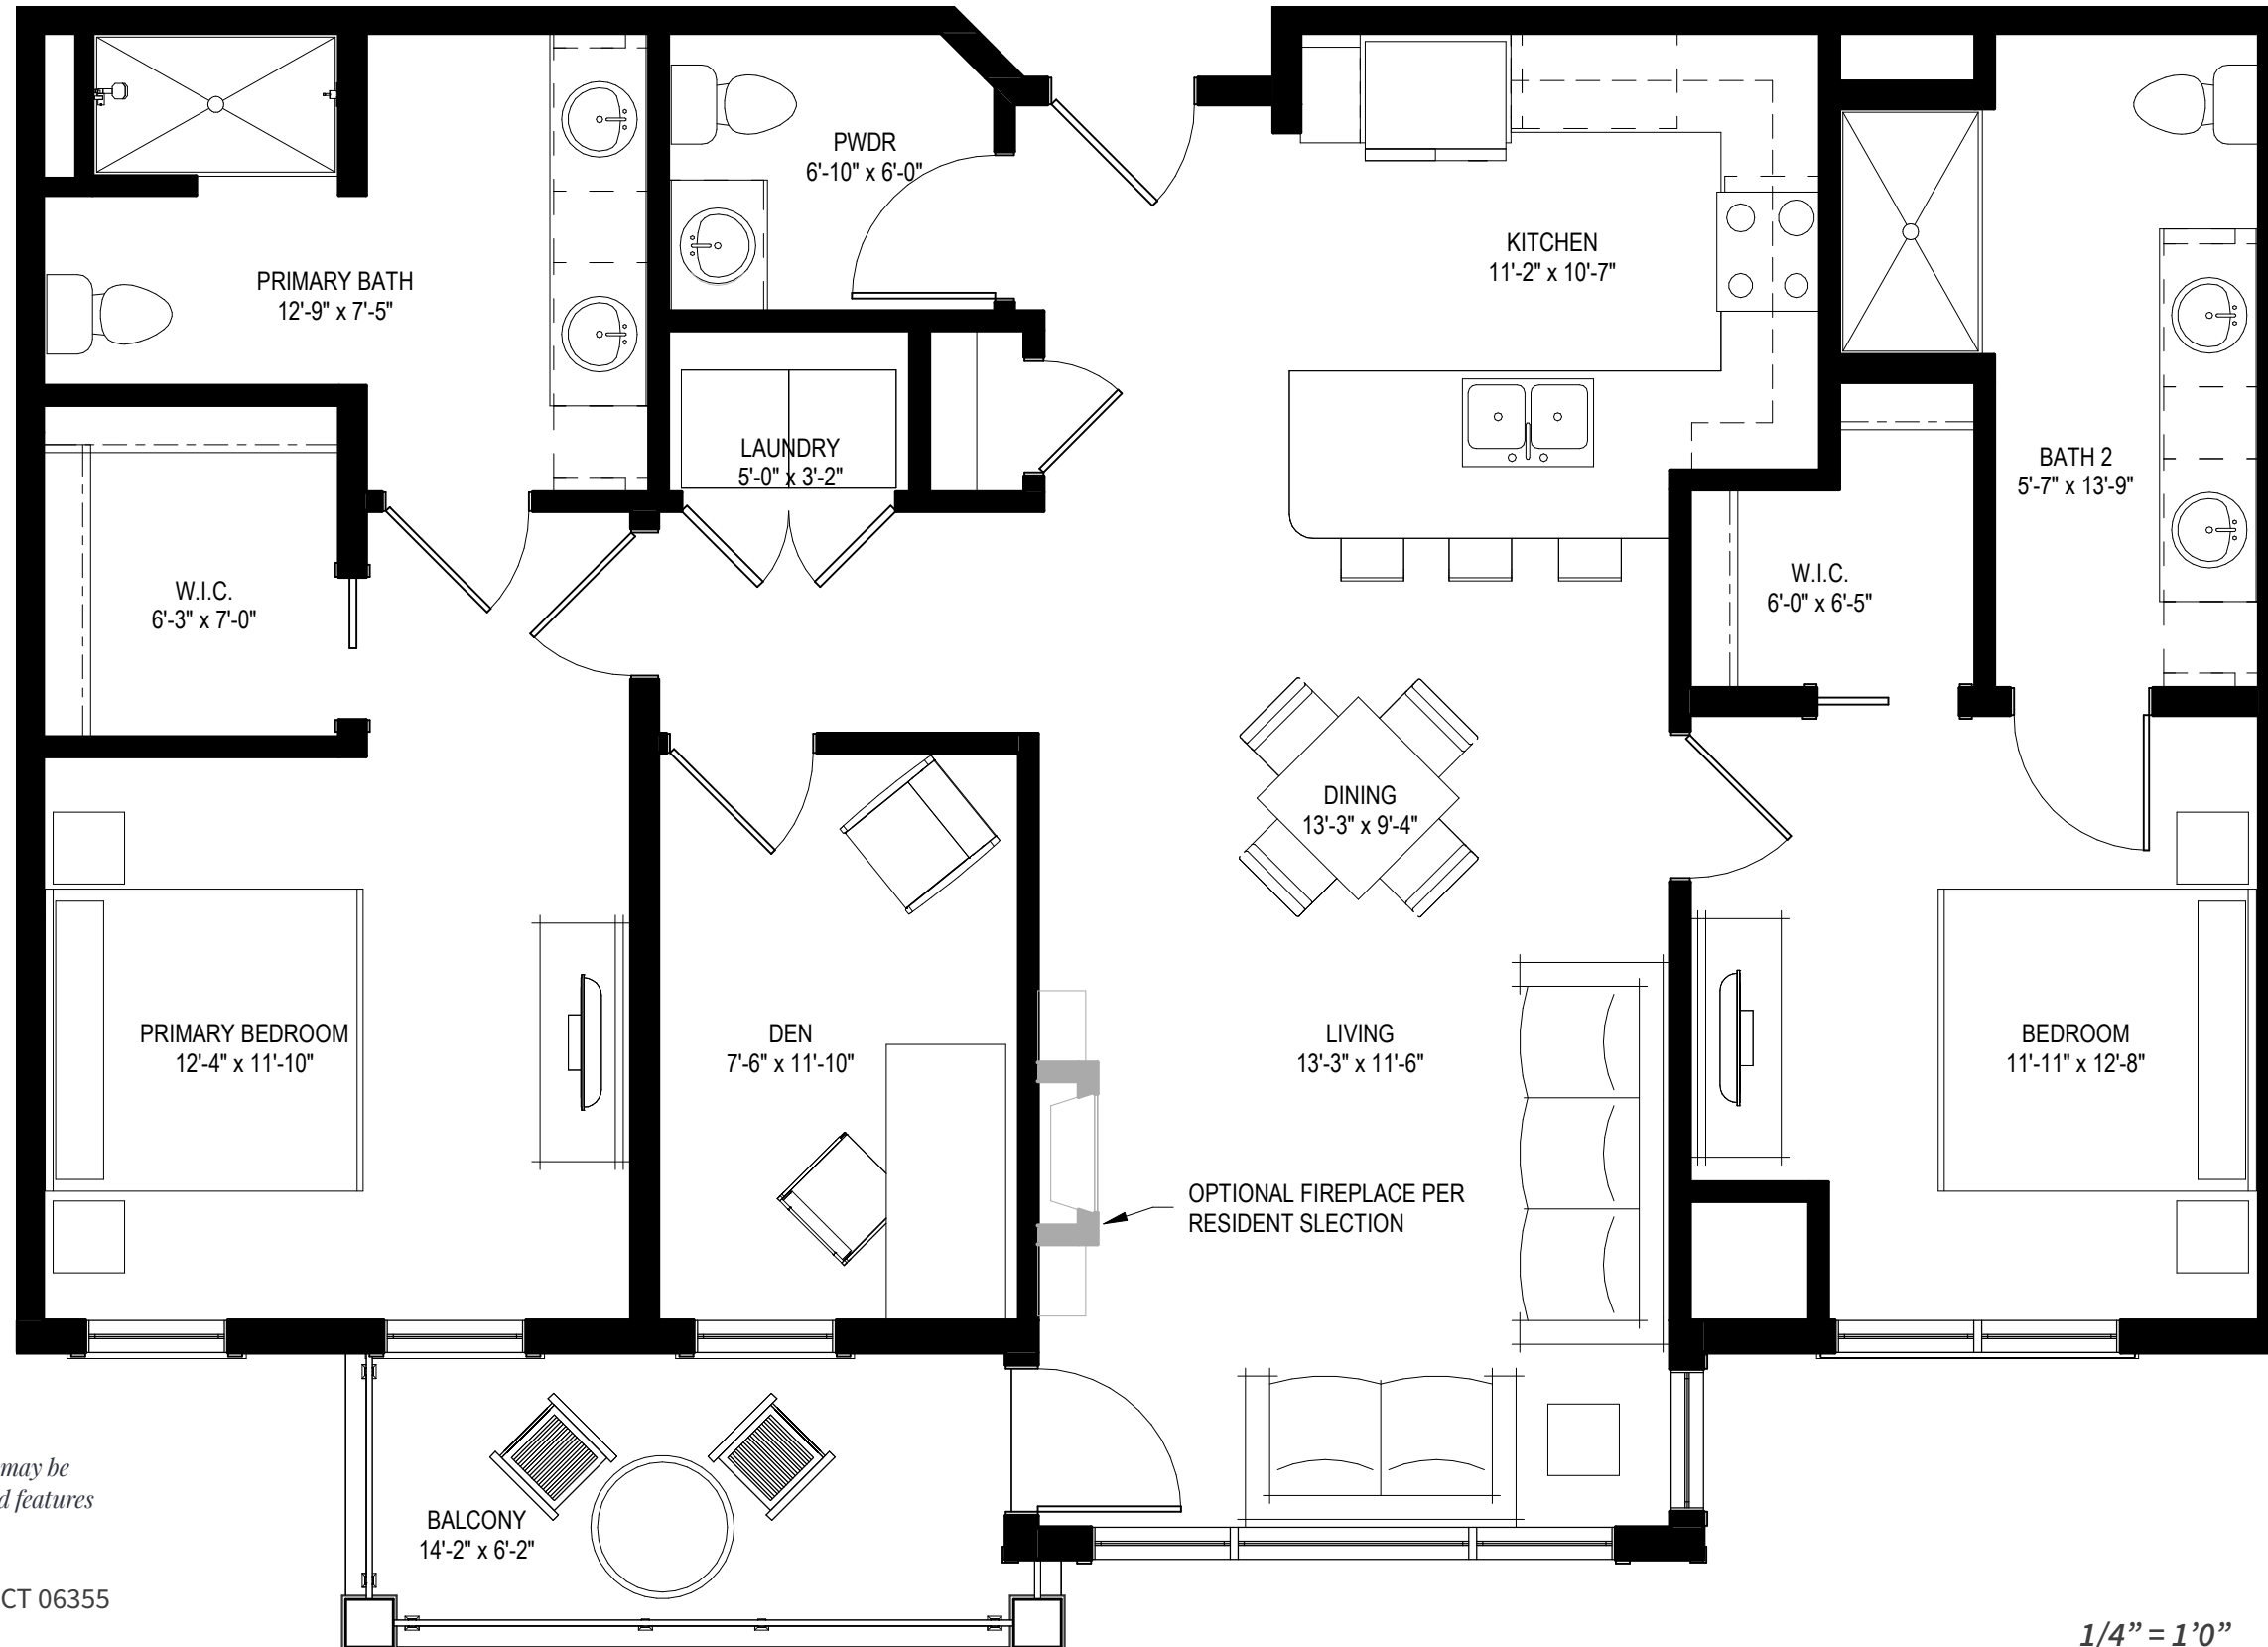 PWDR
6'-10" x 6'-0"
KITCHEN
11'-2" x 10'-7"
PRIMARY BATH
12'-9" x 7'-5"
LAUNDRY
5'-0" x 3'-2"
BATH 2
5'-7" x 13'-9"
W.I.C.
6'-3" x 7'-0"
W.I.C.
6'-0" x 6'-5"
DINING
13'-3" x 9'-4"
PRIMARY BEDROOM
12'-4" x 11'-10"
DEN
7'-6" x 11'-10"
LIVING
13'-3" x 11'-6"
BEDROOM
11'-11" x 12'-8"
OPTIONAL FIREPLACE PER
RESIDENT SLECTION
may be
d features
BALCONY
14'-2" x 6'-2"
CT 06355
1/4” = 1’0”